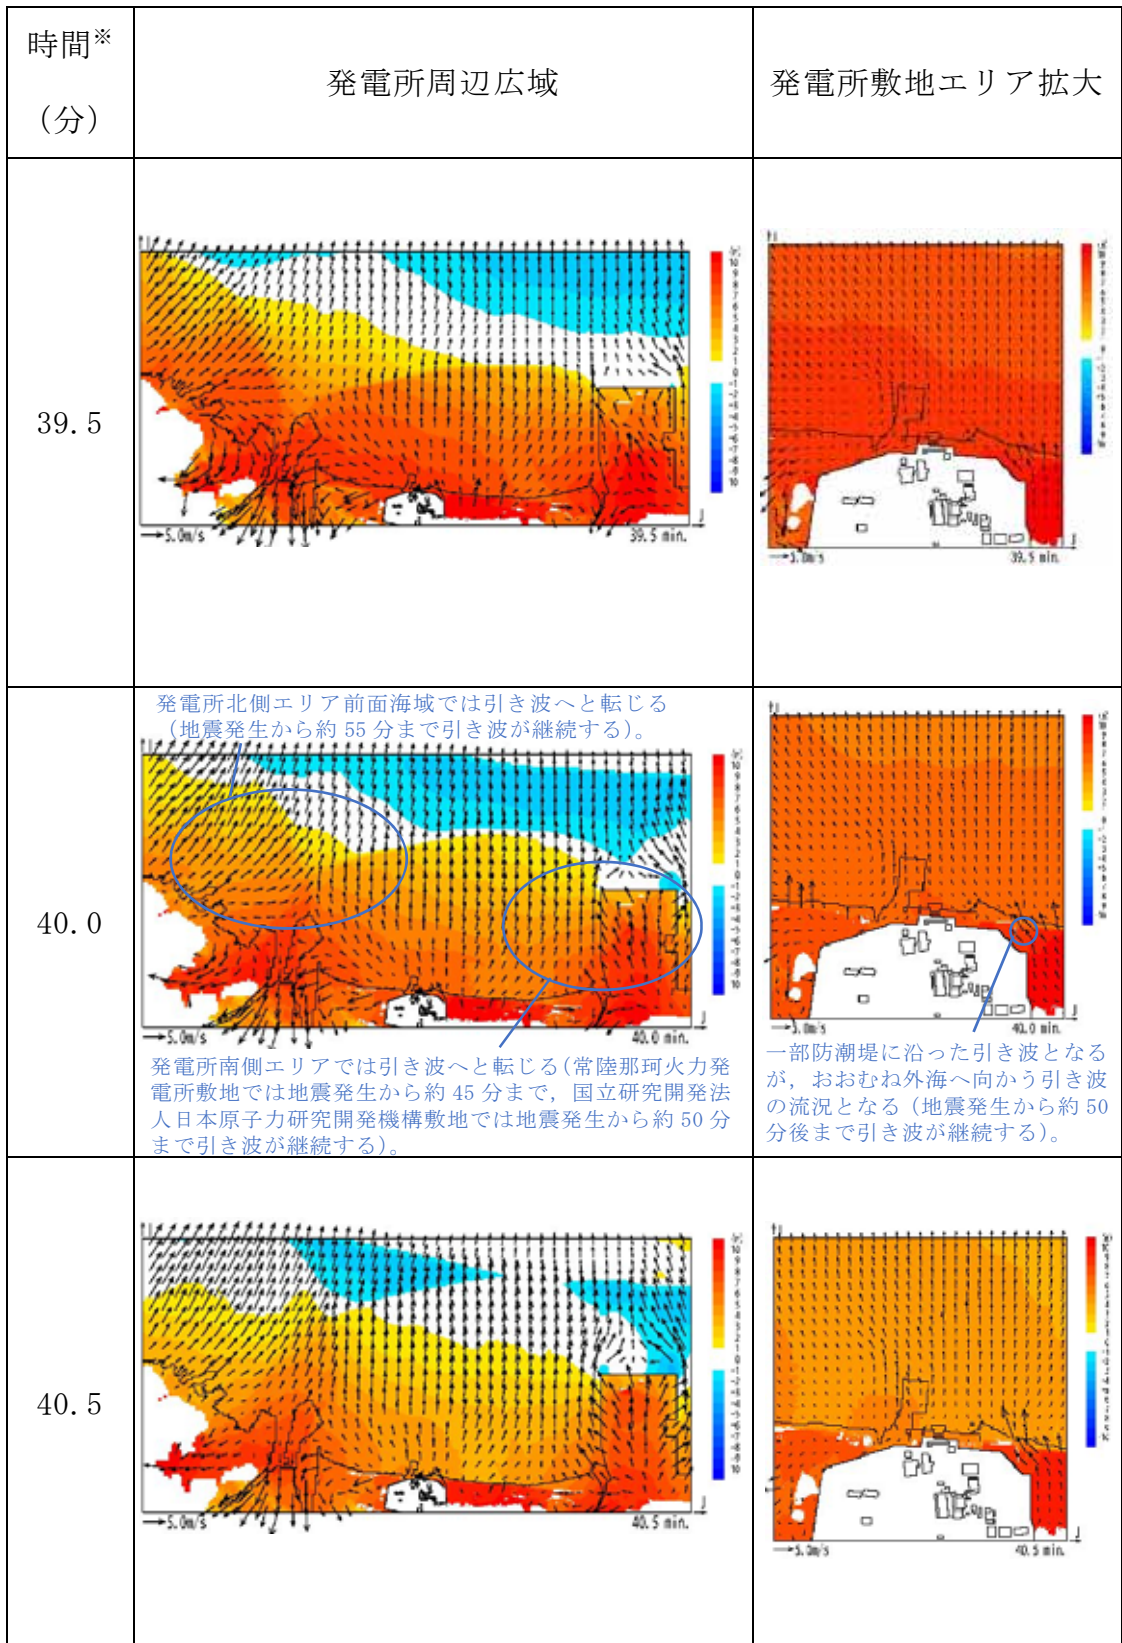 時間※
（分）
発電所周辺広域
発電所敷地エリア拡大
39.5
5.0m/s
39.5 min.
39.5 min.
40.0
発電所北側エリア前面海域では引き波へと転じる
（地震発生から約 55 分まで引き波が継続する）。
5.0m/s
40.0 min.
発電所南側エリアでは引き波へと転じる（常陸那珂火力発
電所敷地では地震発生から約 45 分まで，国立研究開発法
人日本原子力研究開発機構敷地では地震発生から約 50 分
まで引き波が継続する）。
40.0 min.
一部防潮堤に沿った引き波となる
が，おおむね外海へ向かう引き波
の流況となる（地震発生から約 50
分後まで引き波が継続する）。
40.5
5.0m/s
40.5 min.
40.5 min.